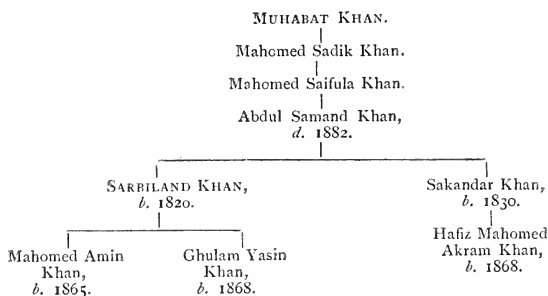 MUHABAT KHAN.
Mahomed Sadik Khan.
Mahomed Saifula Khan.
Abdul Samand Khan,
d. 1882.
SARBILAND KHAN,
b. 1820.
Sakandar Khan,
b. 1830.
Mahomed Amin
Khan,
b. 1865.
Ghulam Yasin
Khan,
b. 1868.
Hafiz Mahomed
Akram Khan,
b. 1868.